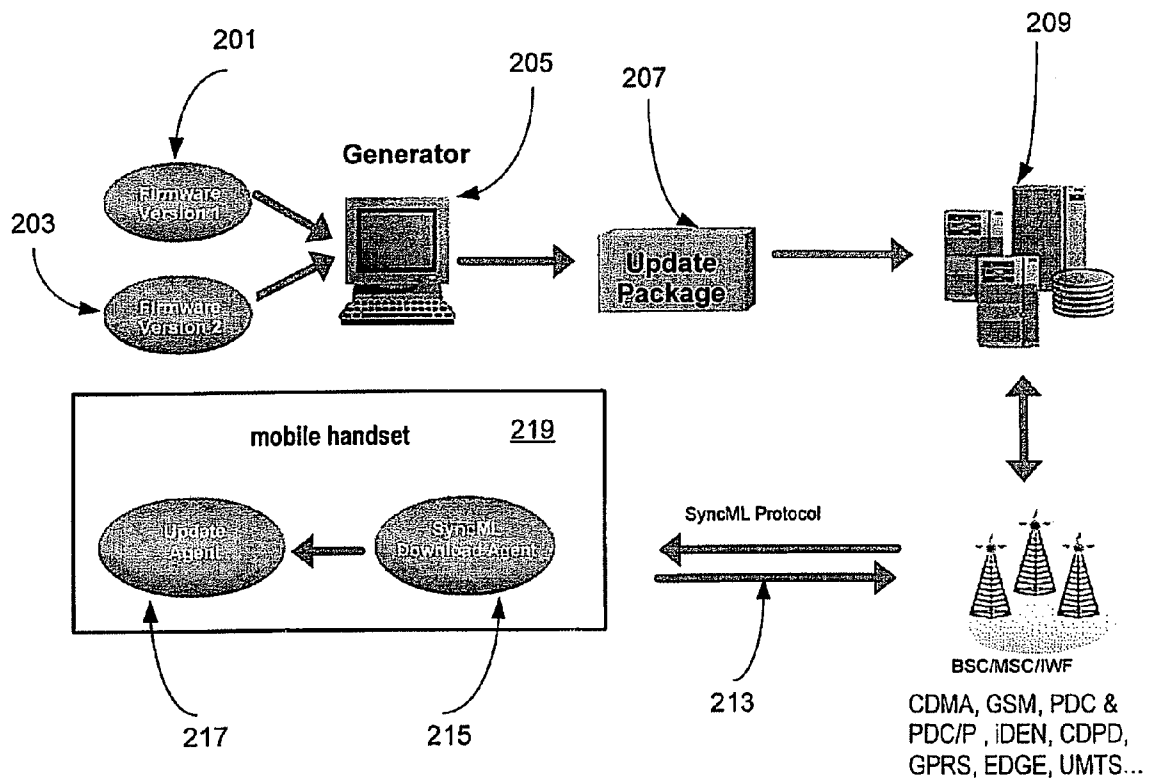 201
209
205
207
Generator
Firmware
Version 1
203
Update
Package
Firmware
Version 2
mobile handset
219
SyncML Protocol
Update
Agent
SyncML
Download Agent
BSC/MSC/IWF
213
217
215
CDMA, GSM, PDC &
PDC/P , iDEN, CDPD,
GPRS, EDGE, UMTS...